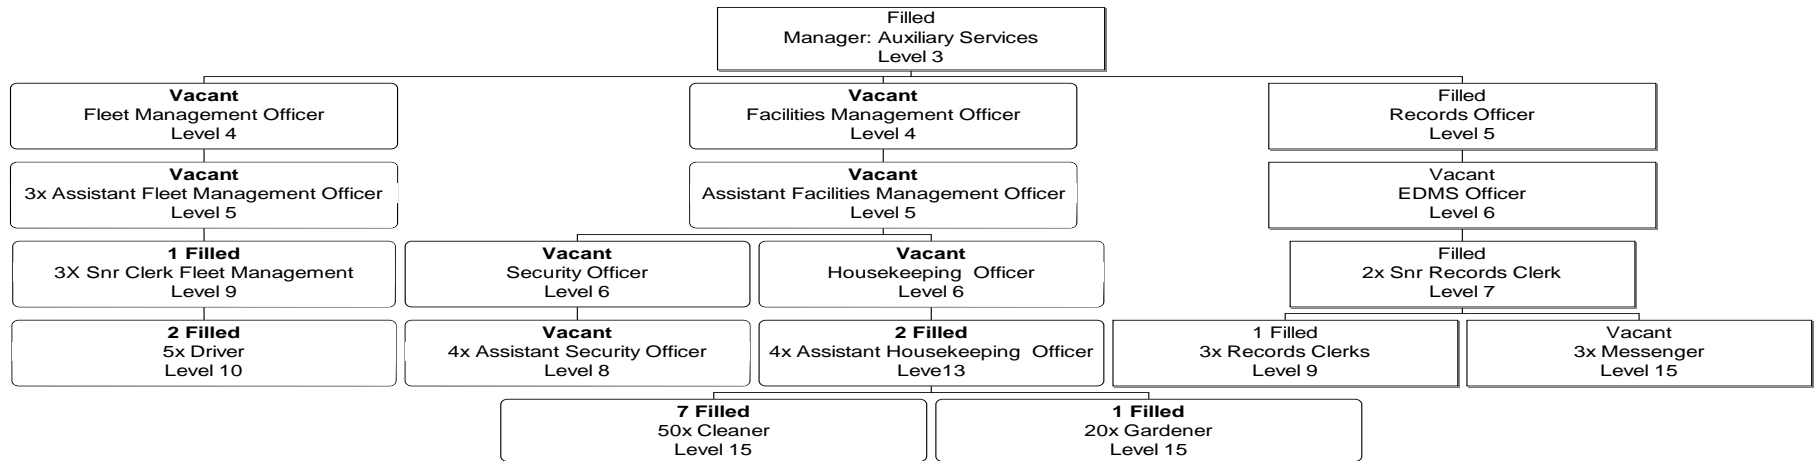 Filled
Manager: Auxiliary Services
Level 3
Vacant
Fleet Management Officer
Level 4
Vacant
Facilities Management Officer
Level 4
Filled
Records Officer
Level 5
Vacant
3x Assistant Fleet Management Officer
Level 5
Vacant
Assistant Facilities Management Officer
Level 5
Vacant
EDMS Officer
Level 6
1 Filled
3X Snr Clerk Fleet Management
Level 9
Vacant
Security Officer
Level 6
Vacant
Housekeeping Officer
Level 6
Filled
2x Snr Records Clerk
Level 7
2 Filled
5x Driver
Level 10
Vacant
4x Assistant Security Officer
Level 8
2 Filled
4x Assistant Housekeeping Officer
Leve13
1 Filled
3x Records Clerks
Level 9
Vacant
3x Messenger
Level 15
7 Filled
50x Cleaner
Level 15
1 Filled
20x Gardener
Level 15